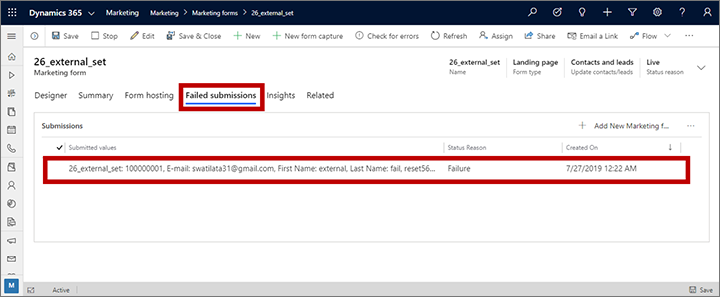 Dynamics 365 Marketing Marketing > Marketing forms > 26_external_set
Save Stop Edit Save & Close New New form capture Check for errors Refresh Assign Share Email a Link Flow
26_external_set
Marketing form
26_external_set
Name
Landing page
Form type
Contacts and leads
Update contacts/leads
Live
Status reason
Designer Summary Form hosting Failed submissions Insights Related
Submissions
Add New Marketing f...
Submitted values Status Reason Created On
26_external_set: 100000001, E-mail: swatilata31@gmail.com, First Name: external, Last Name: fail, reset56... Failure 7/27/2019 12:22 AM
M
Active Save